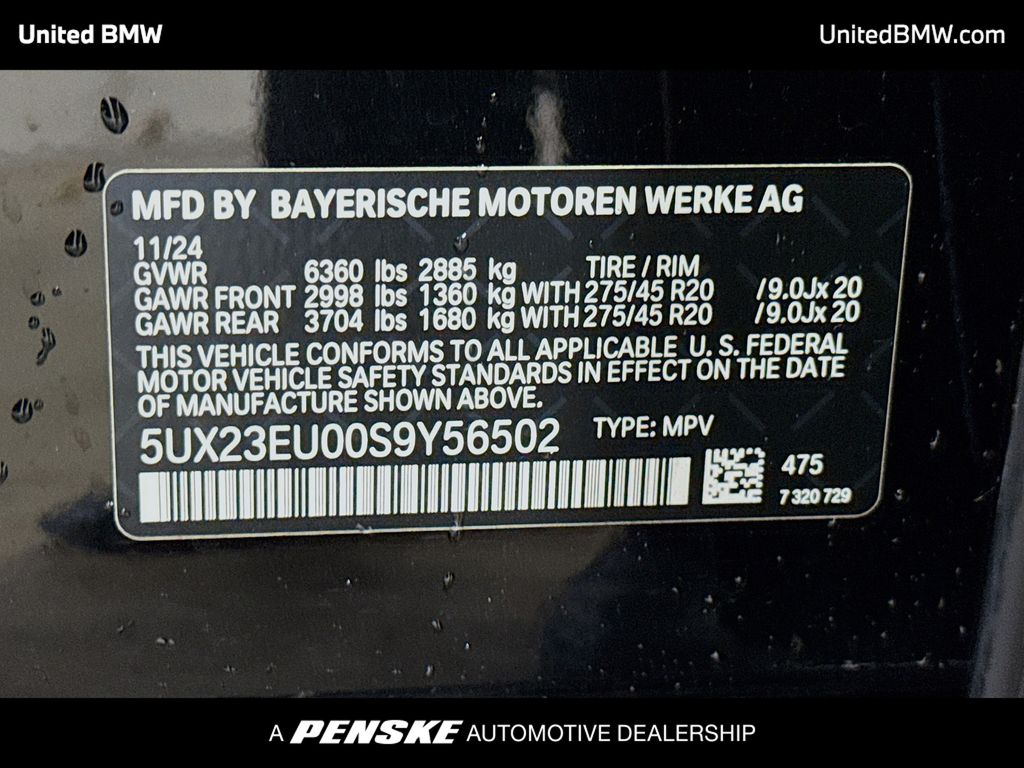 United BMW
UnitedBMW.com
MFD BY BAYERISCHE MOTOREN WERKE AG
11/24
GVWR 6360 lbs 2885 kg TIRE / RIM
GAWR FRONT 2998 lbs 1360 kg WITH 275/45 R20 /9.0Jx 20
GAWR REAR 3704 lbs 1680 kg WITH 275/45 R20 /9.0Jx 20
THIS VEHICLE CONFORMS TO ALL APPLICABLE U. S. FEDERAL
MOTOR VEHICLE SAFETY STANDARDS IN EFFECT ON THE DATE
OF MANUFACTURE SHOWN ABOVE.
5UX23EU00S9Y56502 TYPE: MPV
475
7 320 729
A PENSKE AUTOMOTIVE DEALERSHIP